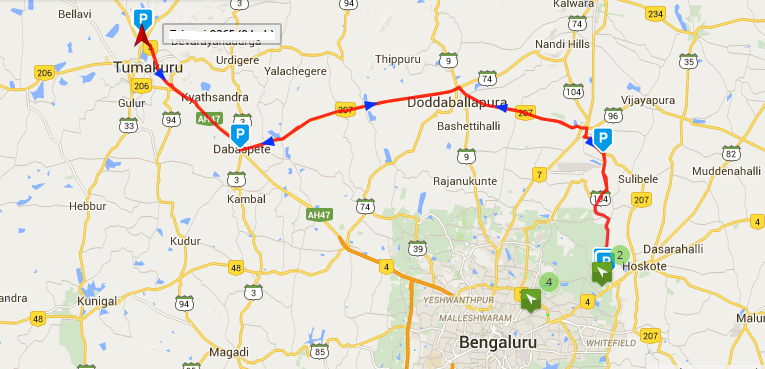 Bellavi
P
Devarayanadurga
94
Kalwara
234
Urdigere
Thippuru
9
Nandi Hills
35
206
Tumakuru
206
Yalachegere
74
104
Gulur
Kyathsandra
207
Doddaballapura
207
96
Vijayapura
33
94
AH47
3
Bashettihalli
P
P
Dabaspete
9
82
Muddenahalli
3
Rajanukunte
7
Sulibele
Kambal
104
207
Hebbur
74
AH47
4
Kudur
39
Dasarahalli
48
4
P
2
Hoskote
3
4
Kunigal
94
YESHWANTHPUR
4
48
MALLESHWARAM
207
Magadi
85
Bengaluru
WHITEFIELD